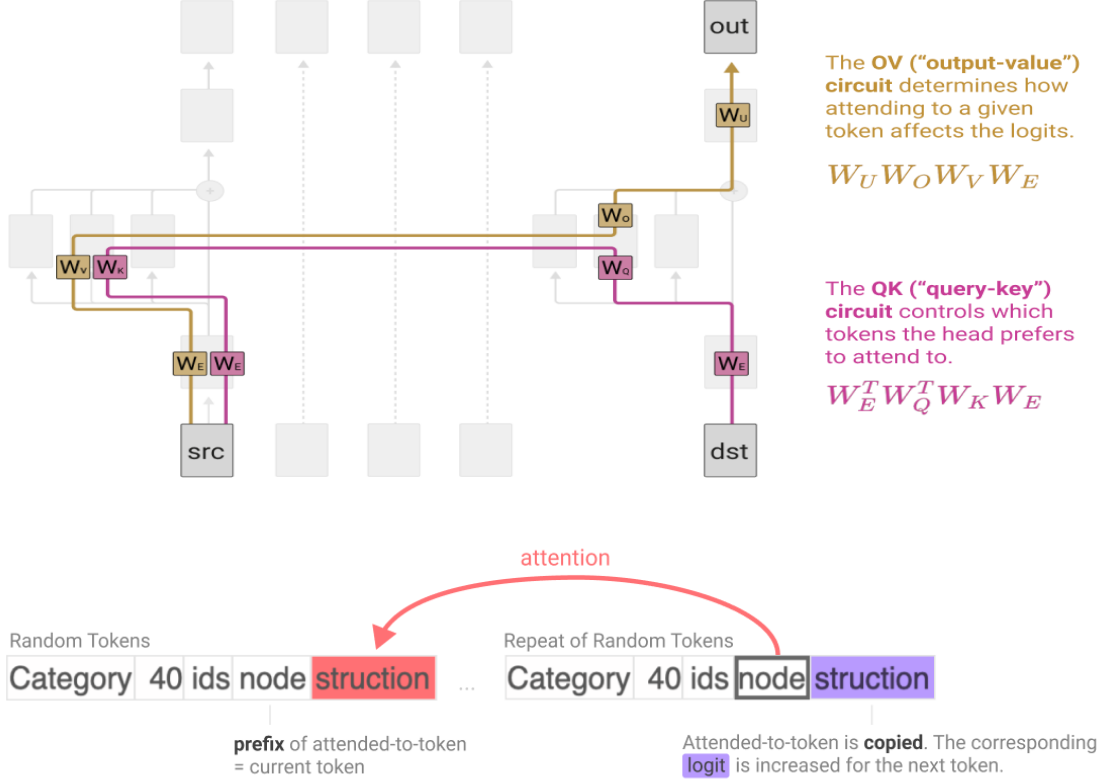 out
The OV (“output-value”)
circuit determines how
attending to a given
token affects the logits.
W_U W_O W_V W_E
W_U
W_O
W_V W_K
W_Q
The QK (“query-key”)
circuit controls which
tokens the head prefers
to attend to.
W_E^T W_Q^T W_K W_E
W_E W_E
W_E
src
dst
attention
Random Tokens
Repeat of Random Tokens
Category 40 ids node struction ... Category 40 ids node struction
prefix of attended-to-token
= current token
Attended-to-token is copied. The corresponding
logit is increased for the next token.